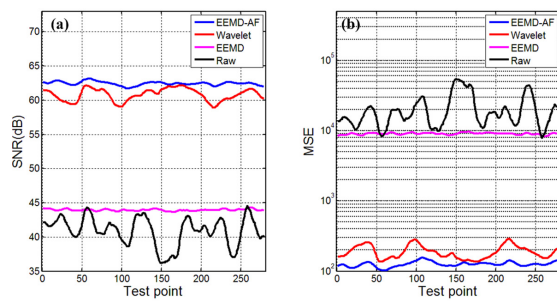 (a)
EEMD-AF
Wavelet
EEMD
Raw
SNR(dB)
75
70
65
60
55
50
45
40
35
0
50
100
150
200
250
Test point
(b)
EEMD-AF
Wavelet
EEMD
Raw
MSE
10^5
10^4
10^3
10^2
0
50
100
150
200
250
Test point